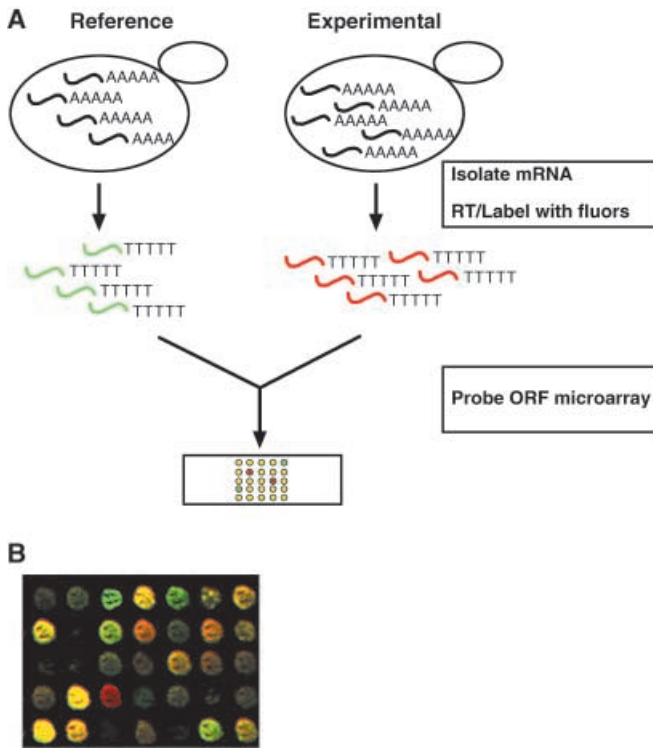 A
Reference
Experimental
AAAAA
AAAAA
AAAAA
AAAA
AAAAA
AAAAA
AAAAA
AAAAA
AAAAA
Isolate mRNA
RT/Label with fluors
TTTTT
TTTTT
TTTTT
TTTTT
TTTTT
TTTTT
TTTTT
TTTTT
TTTTT
Probe ORF microarray
B